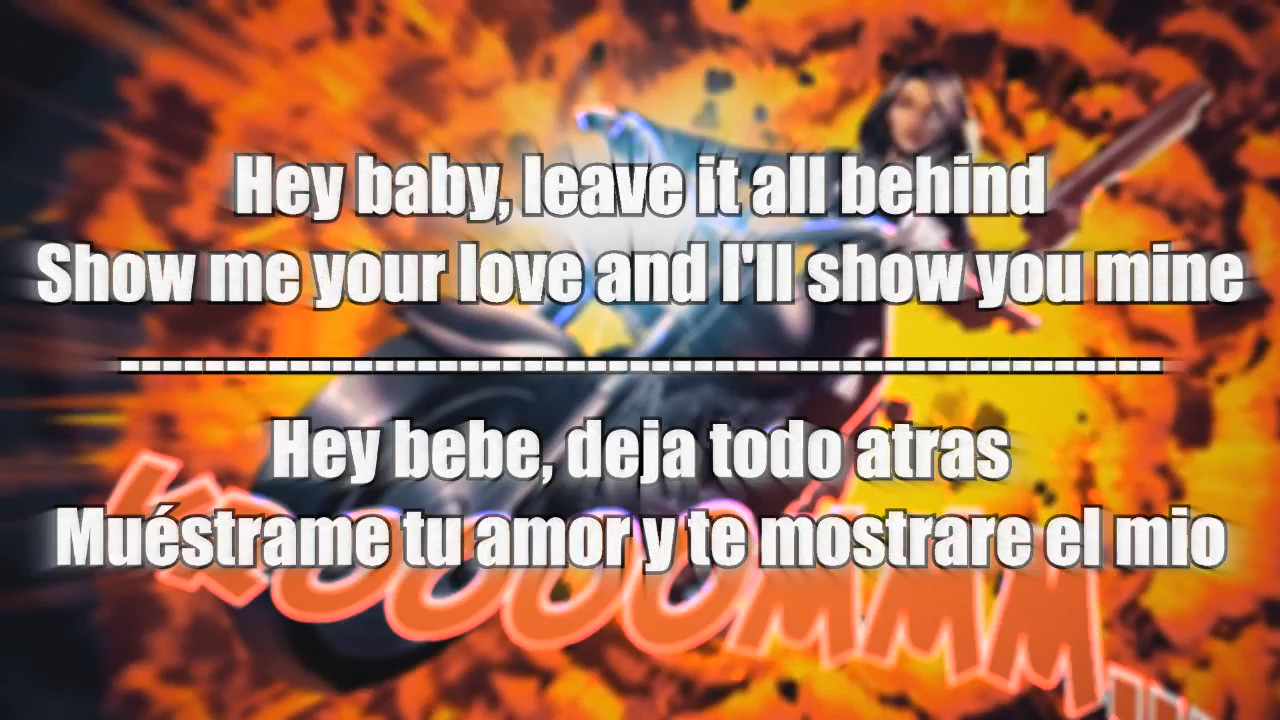 Hey baby, leave it all behind
Show me your love and I'll show you mine
-------------------------------------------------
Hey bebe, deja todo atras
Muéstrame tu amor y te mostrare el mio
KROOOOMMM